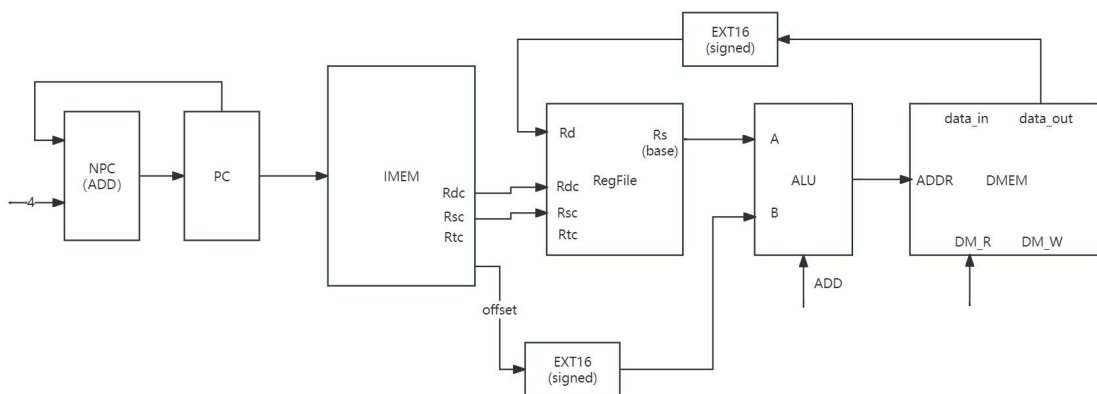 EXT16
(signed)
data_in
data_out
Rd
Rs
(base)
A
NPC
(ADD)
PC
IMEM
RegFile
ALU
ADDR
DMEM
Rdc
Rdc
4
Rsc
Rsc
B
Rtc
Rtc
DM_R
DM_W
ADD
offset
EXT16
(signed)